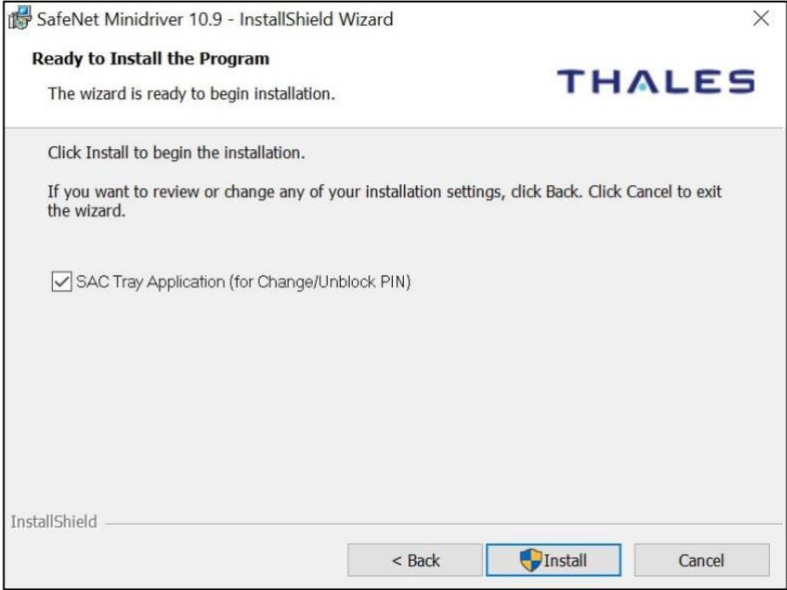 SafeNet Minidriver 10.9 - InstallShield Wizard
Ready to Install the Program
The wizard is ready to begin installation.
THALES
Click Install to begin the installation.
If you want to review or change any of your installation settings, click Back. Click Cancel to exit
the wizard.
SAC Tray Application (for Change/Unblock PIN)
InstallShield
< Back
Install
Cancel